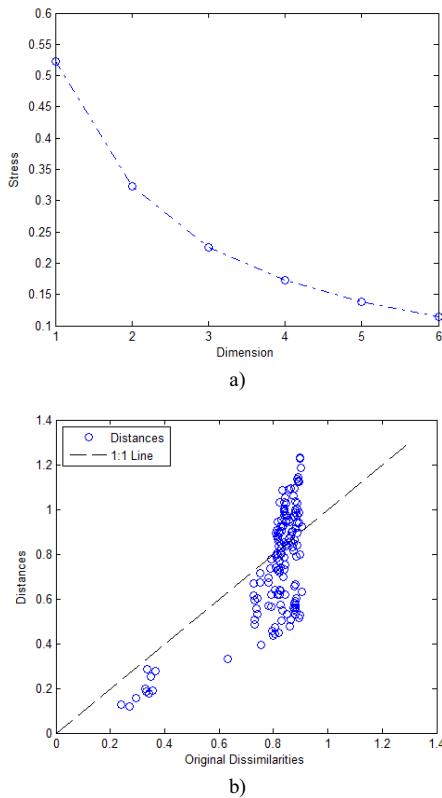 0.6
0.55
0.5
0.45
0.4
0.35
0.3
0.25
0.2
0.15
0.1
Stress
1 2 3 4 5 6
Dimension
a)
1.4
1.2
1
0.8
0.6
0.4
0.2
0
Distances
Distances
1:1 Line
0 0.2 0.4 0.6 0.8 1 1.2 1.4
Original Dissimilarities
b)